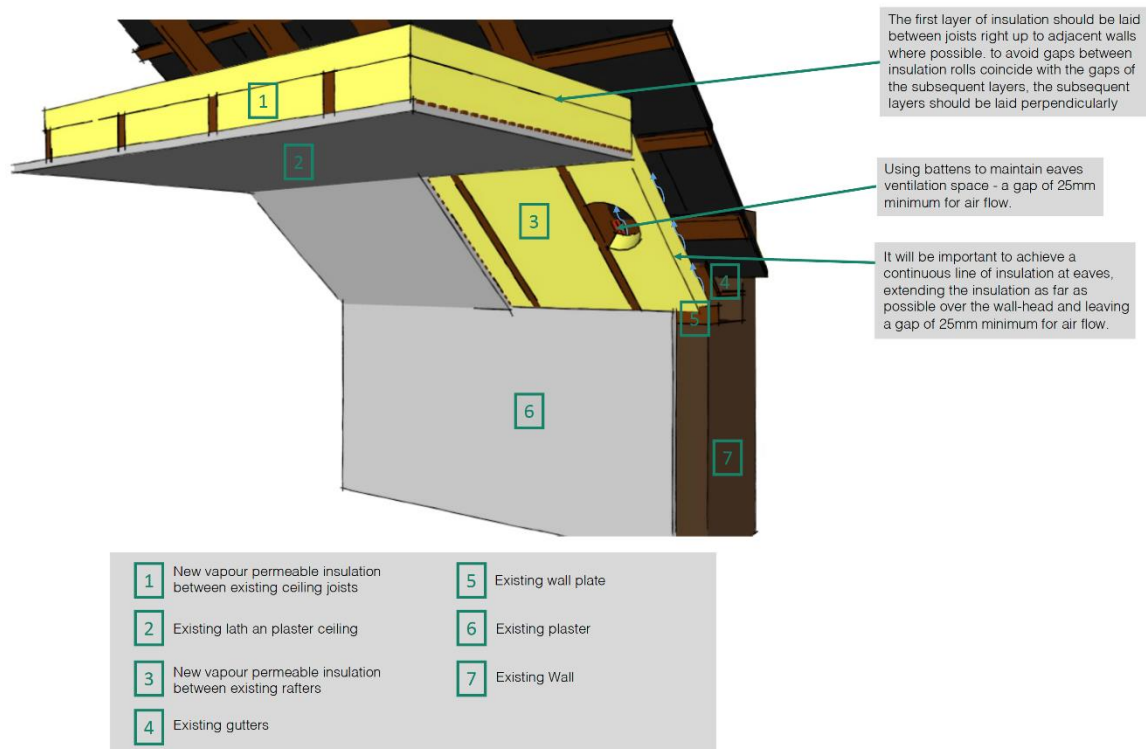 The first layer of insulation should be laid
between joists right up to adjacent walls
where possible. to avoid gaps between
insulation rolls coincide with the gaps of
the subsequent layers, the subsequent
layers should be laid perpendicularly
Using battens to maintain eaves
ventilation space - a gap of 25mm
minimum for air flow.
It will be important to achieve a
continuous line of insulation at eaves,
extending the insulation as far as
possible over the wall-head and leaving
a gap of 25mm minimum for air flow.
1
2
3
4
5
6
7
1 New vapour permeable insulation
between existing ceiling joists
2 Existing lath an plaster ceiling
3 New vapour permeable insulation
between existing rafters
4 Existing gutters
5 Existing wall plate
6 Existing plaster
7 Existing Wall